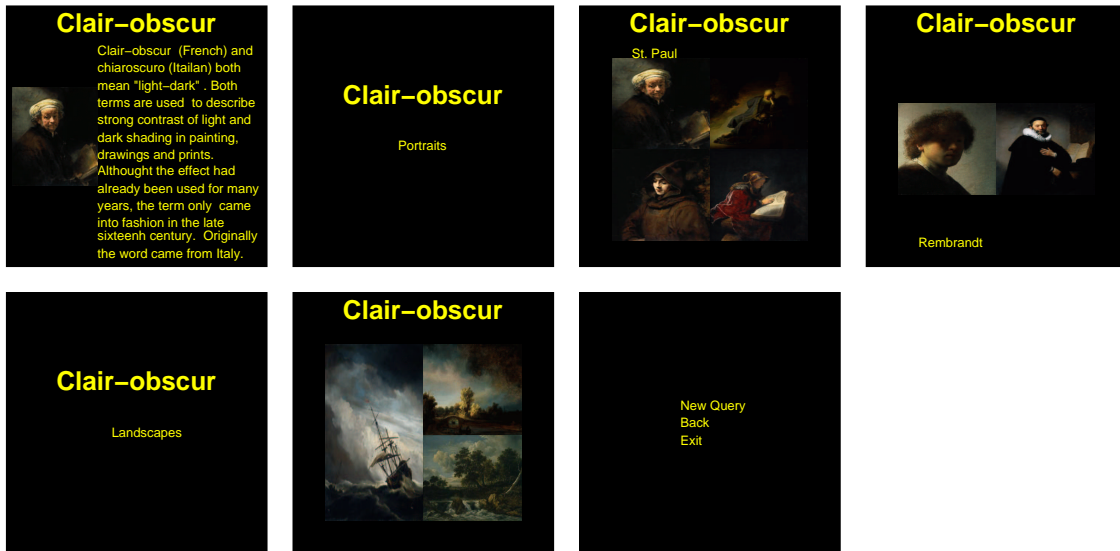 Clair–obscur
Clair–obscur  (French) and
chiaroscuro (Itailan) both
mean "light–dark" . Both
terms are used  to describe
strong contrast of light and
dark shading in painting,
drawings and prints.
Althought the effect had
already been used for many
years, the term only  came
into fashion in the late
sixteenh century.  Originally
the word came from Italy.
Clair–obscur
Portraits
Clair–obscur
St. Paul
Clair–obscur
Rembrandt
Clair–obscur
Landscapes
Clair–obscur
New Query
Back
Exit